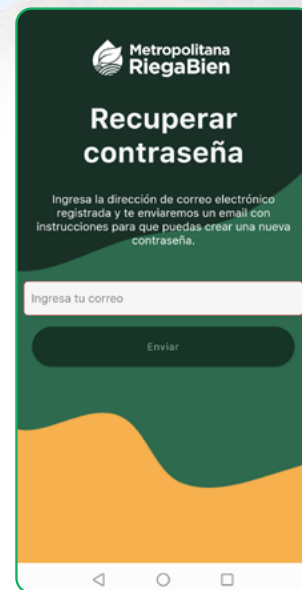 Metropolitana
RiegaBien
Recuperar
contraseña
Ingresa la dirección de correo electrónico
registrada y te enviaremos un email con
instrucciones para que puedas crear una nueva
contraseña.
Ingresa tu correo
Enviar